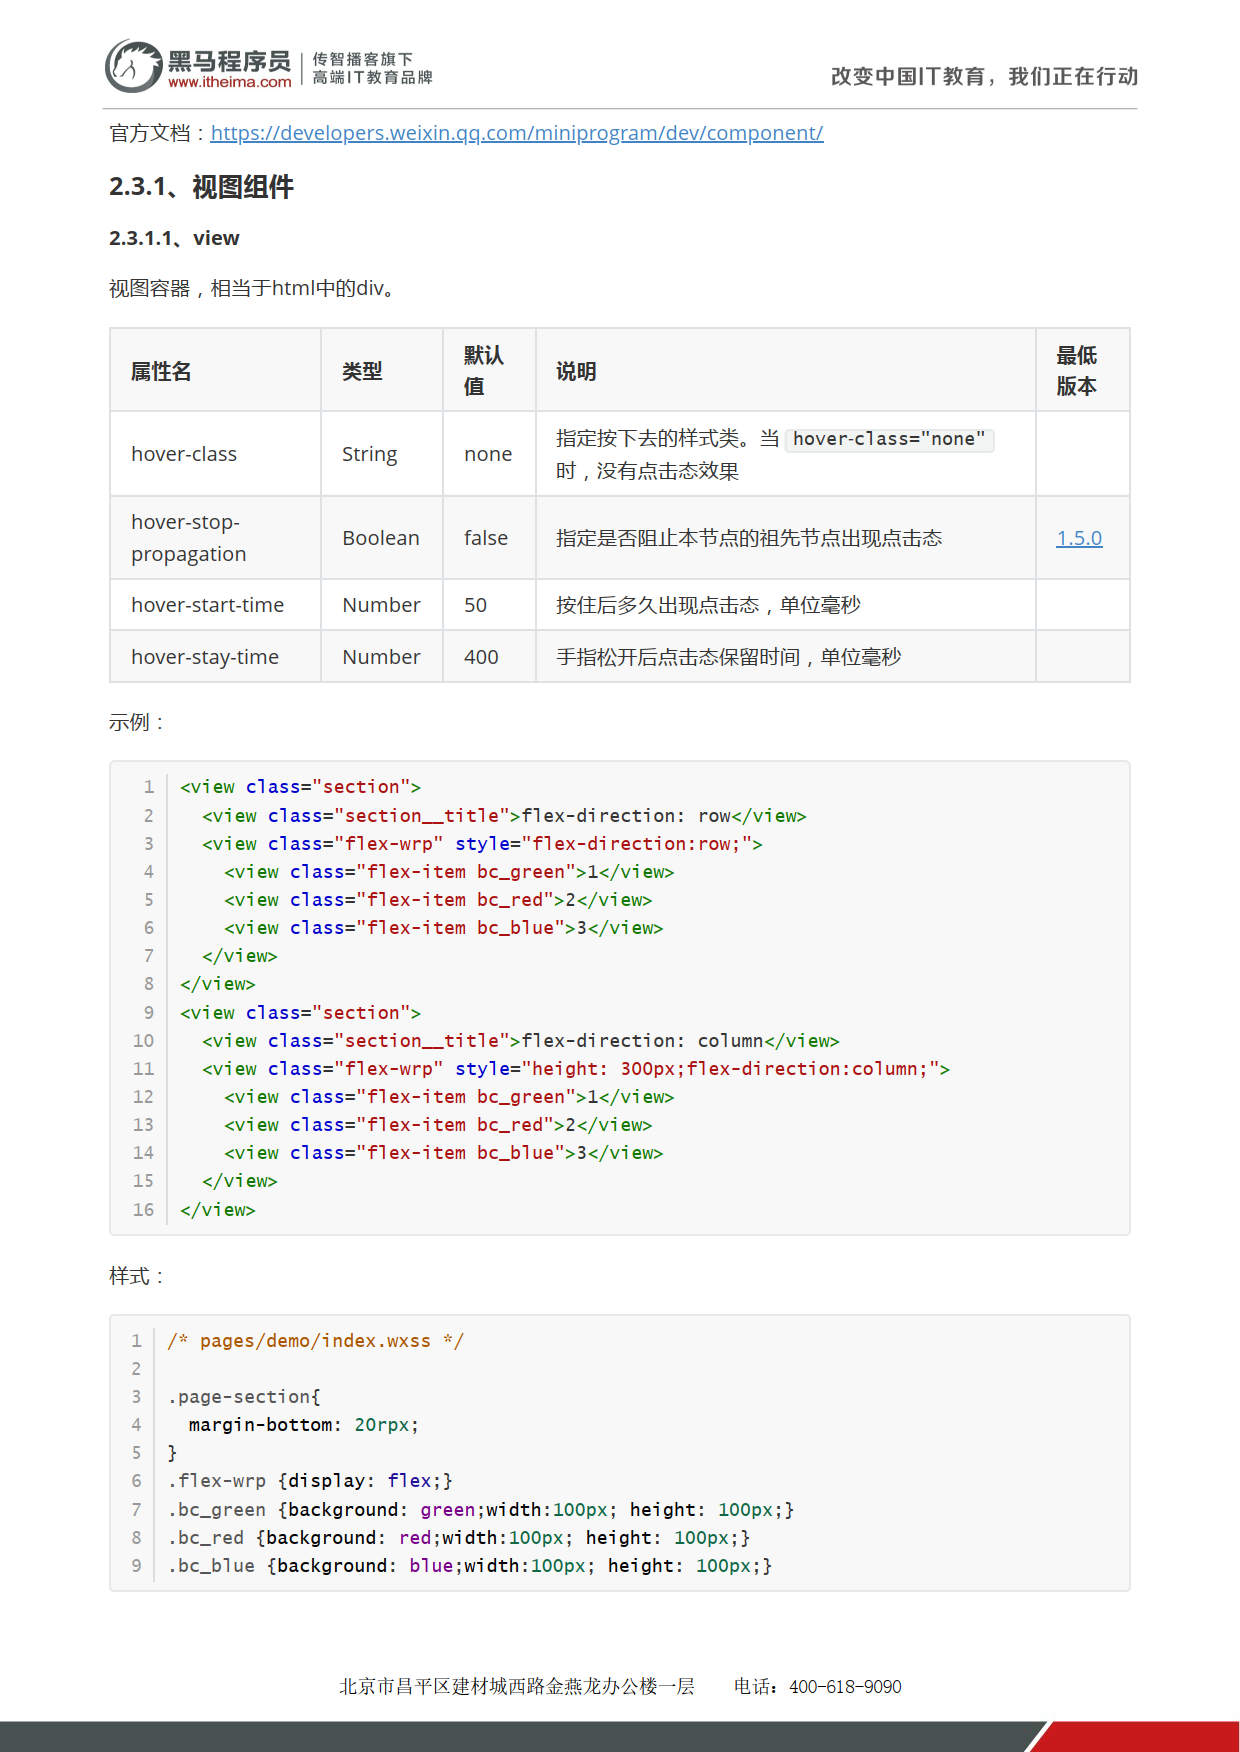 黑马程序员
www.itheima.com
传智播客旗下
高端IT教育品牌
改变中国IT教育，我们正在行动
官方文档：https://developers.weixin.qq.com/miniprogram/dev/component/
2.3.1、视图组件
2.3.1.1、view
视图容器，相当于html中的div。
属性名 类型 默认值 说明 最低版本
hover-class String none 指定按下去的样式类。当 hover-class="none" 时，没有点击态效果
hover-stop-propagation Boolean false 指定是否阻止本节点的祖先节点出现点击态 1.5.0
hover-start-time Number 50 按住后多久出现点击态，单位毫秒
hover-stay-time Number 400 手指松开后点击态保留时间，单位毫秒
示例：
1 <view class="section">
2   <view class="section__title">flex-direction: row</view>
3   <view class="flex-wrp" style="flex-direction:row;">
4     <view class="flex-item bc_green">1</view>
5     <view class="flex-item bc_red">2</view>
6     <view class="flex-item bc_blue">3</view>
7   </view>
8 </view>
9 <view class="section">
10   <view class="section__title">flex-direction: column</view>
11   <view class="flex-wrp" style="height: 300px;flex-direction:column;">
12     <view class="flex-item bc_green">1</view>
13     <view class="flex-item bc_red">2</view>
14     <view class="flex-item bc_blue">3</view>
15   </view>
16 </view>
样式：
1 /* pages/demo/index.wxss */
2
3 .page-section{
4   margin-bottom: 20rpx;
5 }
6 .flex-wrp {display: flex;}
7 .bc_green {background: green;width:100px; height: 100px;}
8 .bc_red {background: red;width:100px; height: 100px;}
9 .bc_blue {background: blue;width:100px; height: 100px;}
北京市昌平区建材城西路金燕龙办公楼一层 电话：400-618-9090